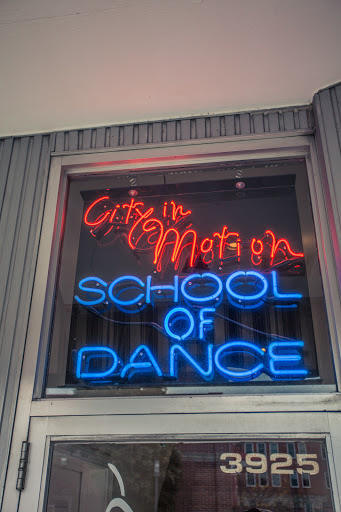 City in
Motion
SCHOOL
OF
DANCE
3925